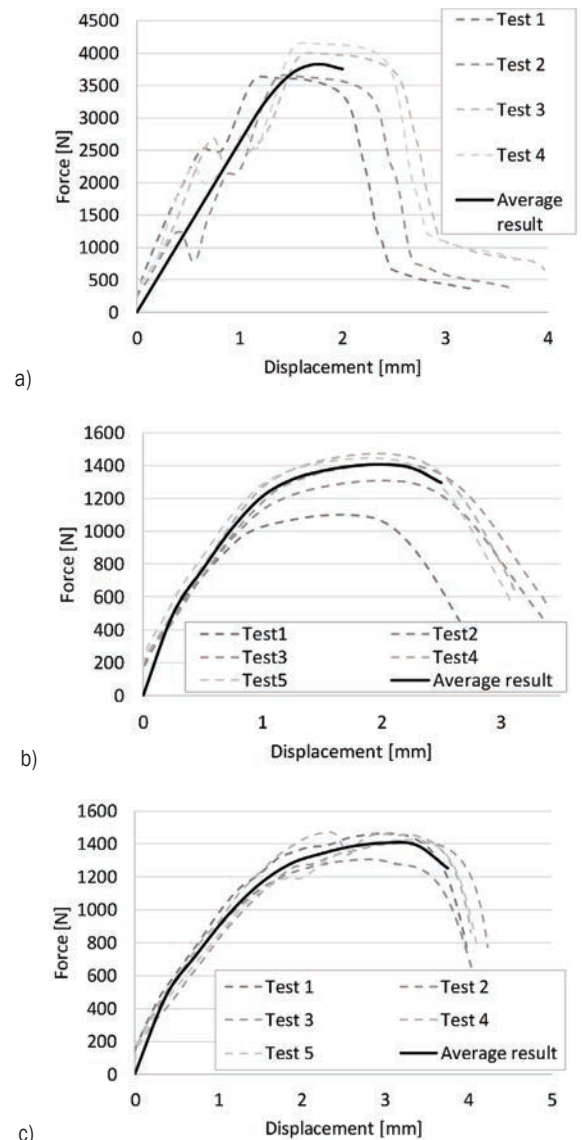 4500
4000
3500
3000
2500
2000
1500
1000
500
0
Force [N]
0 1 2 3 4
Displacement [mm]
Test 1
Test 2
Test 3
Test 4
Average
result
a)
1600
1400
1200
1000
800
600
400
200
0
Force [N]
Test1 Test2
Test3 Test4
Test5 Average result
0 1 2 3
Displacement [mm]
b)
1600
1400
1200
1000
800
600
400
200
0
Force [N]
Test 1 Test 2
Test 3 Test 4
Test 5 Average result
0 1 2 3 4 5
Displacement [mm]
c)